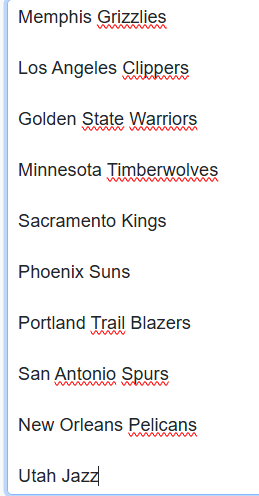 Memphis Grizzlies
Los Angeles Clippers
Golden State Warriors
Minnesota Timberwolves
Sacramento Kings
Phoenix Suns
Portland Trail Blazers
San Antonio Spurs
New Orleans Pelicans
Utah Jazz